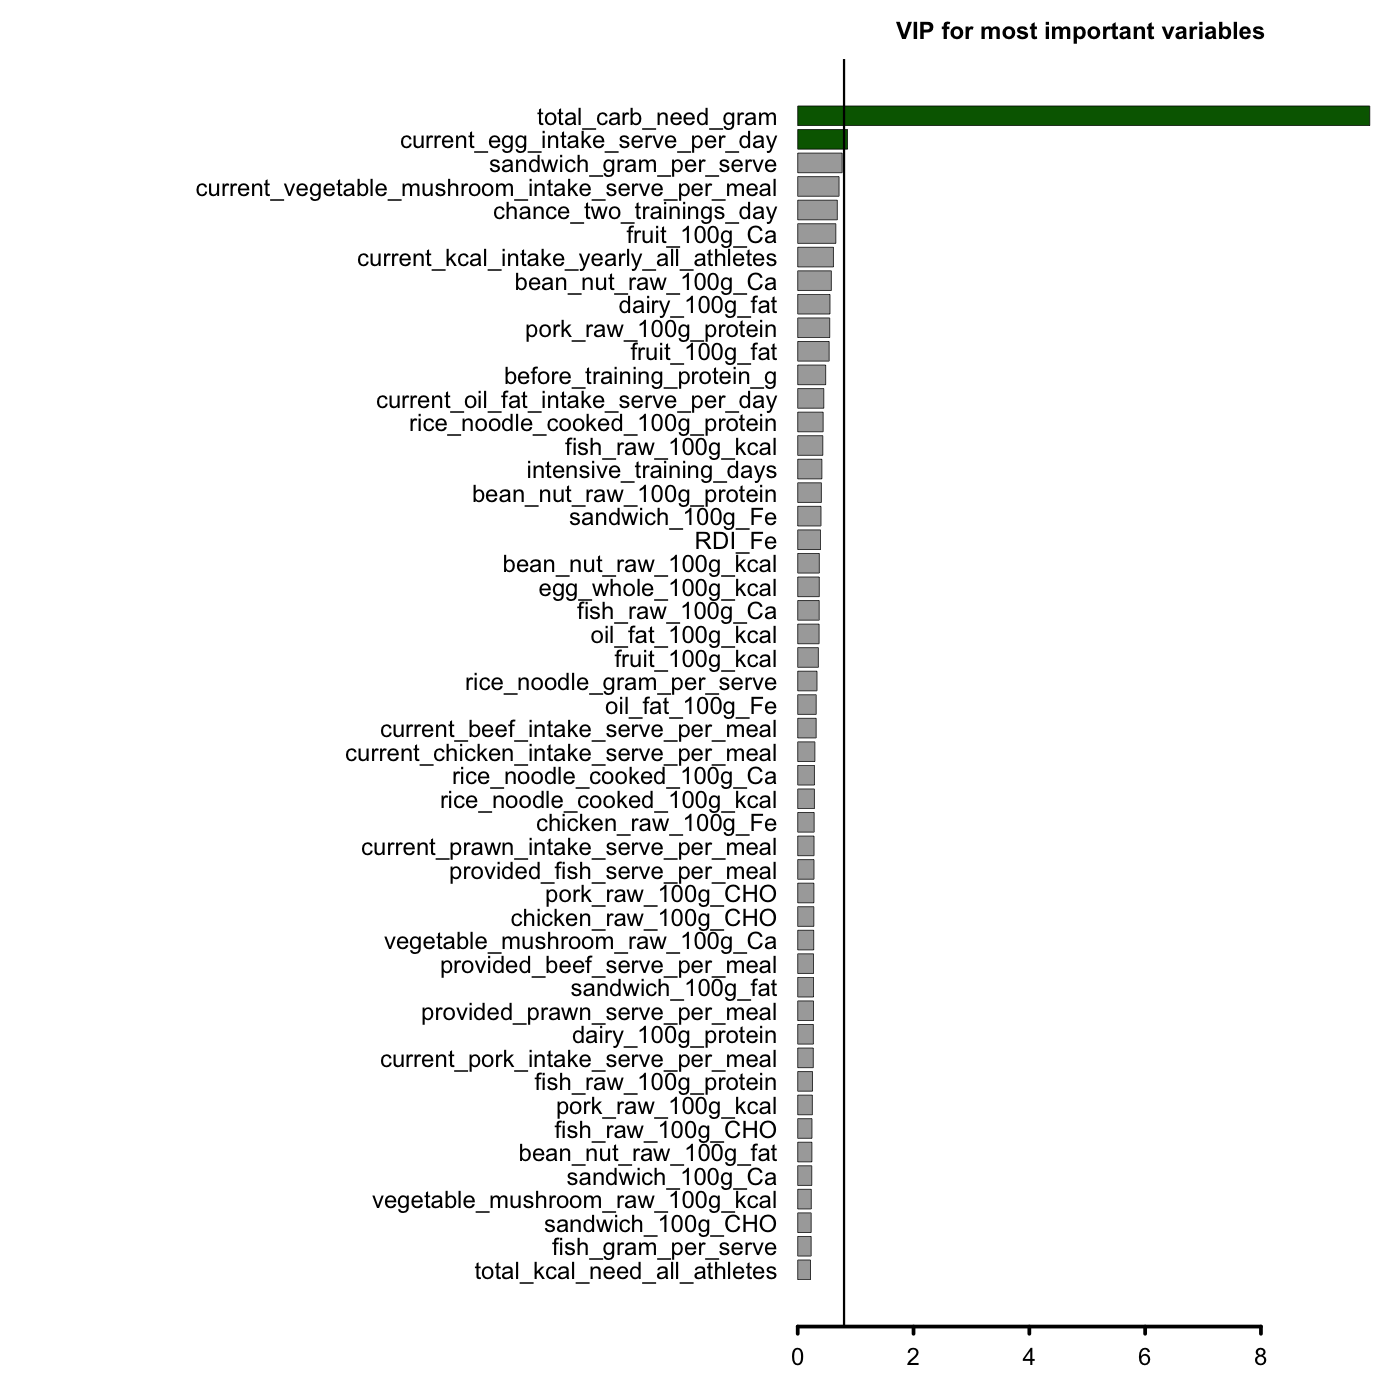 VIP for most important variables
total_carb_need_gram
current_egg_intake_serve_per_day
sandwich_gram_per_serve
current_vegetable_mushroom_intake_serve_per_meal
chance_two_trainings_day
fruit_100g_Ca
current_kcal_intake_yearly_all_athletes
bean_nut_raw_100g_Ca
dairy_100g_fat
pork_raw_100g_protein
fruit_100g_fat
before_training_protein_g
current_oil_fat_intake_serve_per_day
rice_noodle_cooked_100g_protein
fish_raw_100g_kcal
intensive_training_days
bean_nut_raw_100g_protein
sandwich_100g_Fe
RDI_Fe
bean_nut_raw_100g_kcal
egg_whole_100g_kcal
fish_raw_100g_Ca
oil_fat_100g_kcal
fruit_100g_kcal
rice_noodle_gram_per_serve
oil_fat_100g_Fe
current_beef_intake_serve_per_meal
current_chicken_intake_serve_per_meal
rice_noodle_cooked_100g_Ca
rice_noodle_cooked_100g_kcal
chicken_raw_100g_Fe
current_prawn_intake_serve_per_meal
provided_fish_serve_per_meal
pork_raw_100g_CHO
chicken_raw_100g_CHO
vegetable_mushroom_raw_100g_Ca
provided_beef_serve_per_meal
sandwich_100g_fat
provided_prawn_serve_per_meal
dairy_100g_protein
current_pork_intake_serve_per_meal
fish_raw_100g_protein
pork_raw_100g_kcal
fish_raw_100g_CHO
bean_nut_raw_100g_fat
sandwich_100g_Ca
vegetable_mushroom_raw_100g_kcal
sandwich_100g_CHO
fish_gram_per_serve
total_kcal_need_all_athletes
0 2 4 6 8